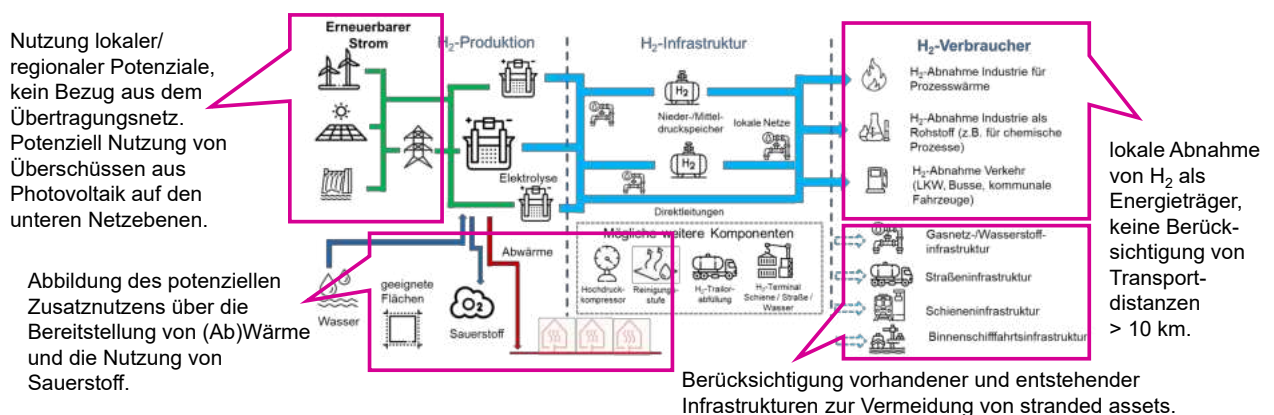 Nutzung lokaler/
regionaler Potenziale,
kein Bezug aus dem
Übertragungsnetz.
Potenziell Nutzung von
Überschüssen aus
Photovoltaik auf den
unteren Netzebenen.
Erneuerbarer
Strom
H₂-Produktion
H₂-Infrastruktur
H₂-Verbraucher
H₂
Nieder-/Mittel-
druckspeicher
lokale Netze
H₂
Elektrolyse
Direktleitungen
H₂-Abnahme Industrie für
Prozesswärme
H₂-Abnahme Industrie als
Rohstoff (z.B. für chemische
Prozesse)
H₂-Abnahme Verkehr
(LKW, Busse, kommunale
Fahrzeuge)
lokale Abnahme
von H₂ als
Energieträger,
keine Berück-
sichtigung von
Transport-
distanzen
> 10 km.
Abbildung des potenziellen
Zusatznutzens über die
Bereitstellung von (Ab)Wärme
und die Nutzung von
Sauerstoff.
Wasser
geeignete
Flächen
Abwärme
O₂
Sauerstoff
Mögliche weitere Komponenten
Hochdruck-
kompressor
Reinigungs-
stufe
H₂-Trailor-
abfüllung
H₂-Terminal
Schiene / Straße /
Wasser
Gasnetz-/Wasserstoff-
infrastruktur
Straßeninfrastruktur
Schieneninfrastruktur
Binnenschifffahrtsinfrastruktur
Berücksichtigung vorhandener und entstehender
Infrastrukturen zur Vermeidung von stranded assets.